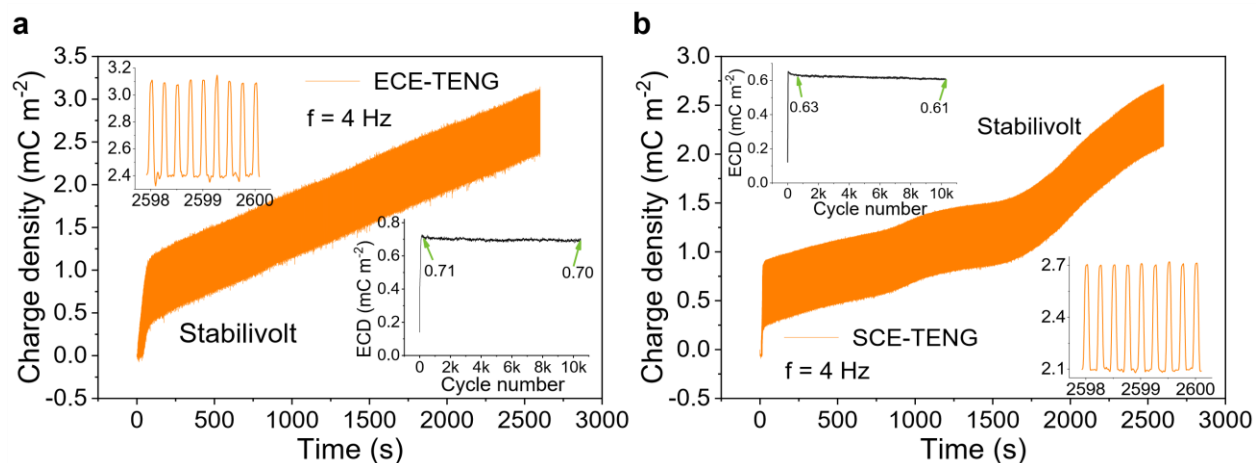 a
Charge density (mC m⁻²)
3.5
3.0
2.5
2.0
1.5
1.0
0.5
0.0
-0.5
0 500 1000 1500 2000 2500 3000
Time (s)
ECE-TENG
f = 4 Hz
Stabilivolt
3.2
3.0
2.8
2.6
2.4
2598 2599 2600
ECD (mC m⁻²)
0.8
0.6
0.4
0.2
0.0
0.71
0.70
0 2k 4k 6k 8k 10k
Cycle number
b
Charge density (mC m⁻²)
3.0
2.5
2.0
1.5
1.0
0.5
0.0
-0.5
0 500 1000 1500 2000 2500 3000
Time (s)
ECD (mC m⁻²)
0.6
0.4
0.2
0.0
0.63
0.61
0 2k 4k 6k 8k 10k
Cycle number
Stabilivolt
SCE-TENG
f = 4 Hz
2.7
2.4
2.1
2598 2599 2600